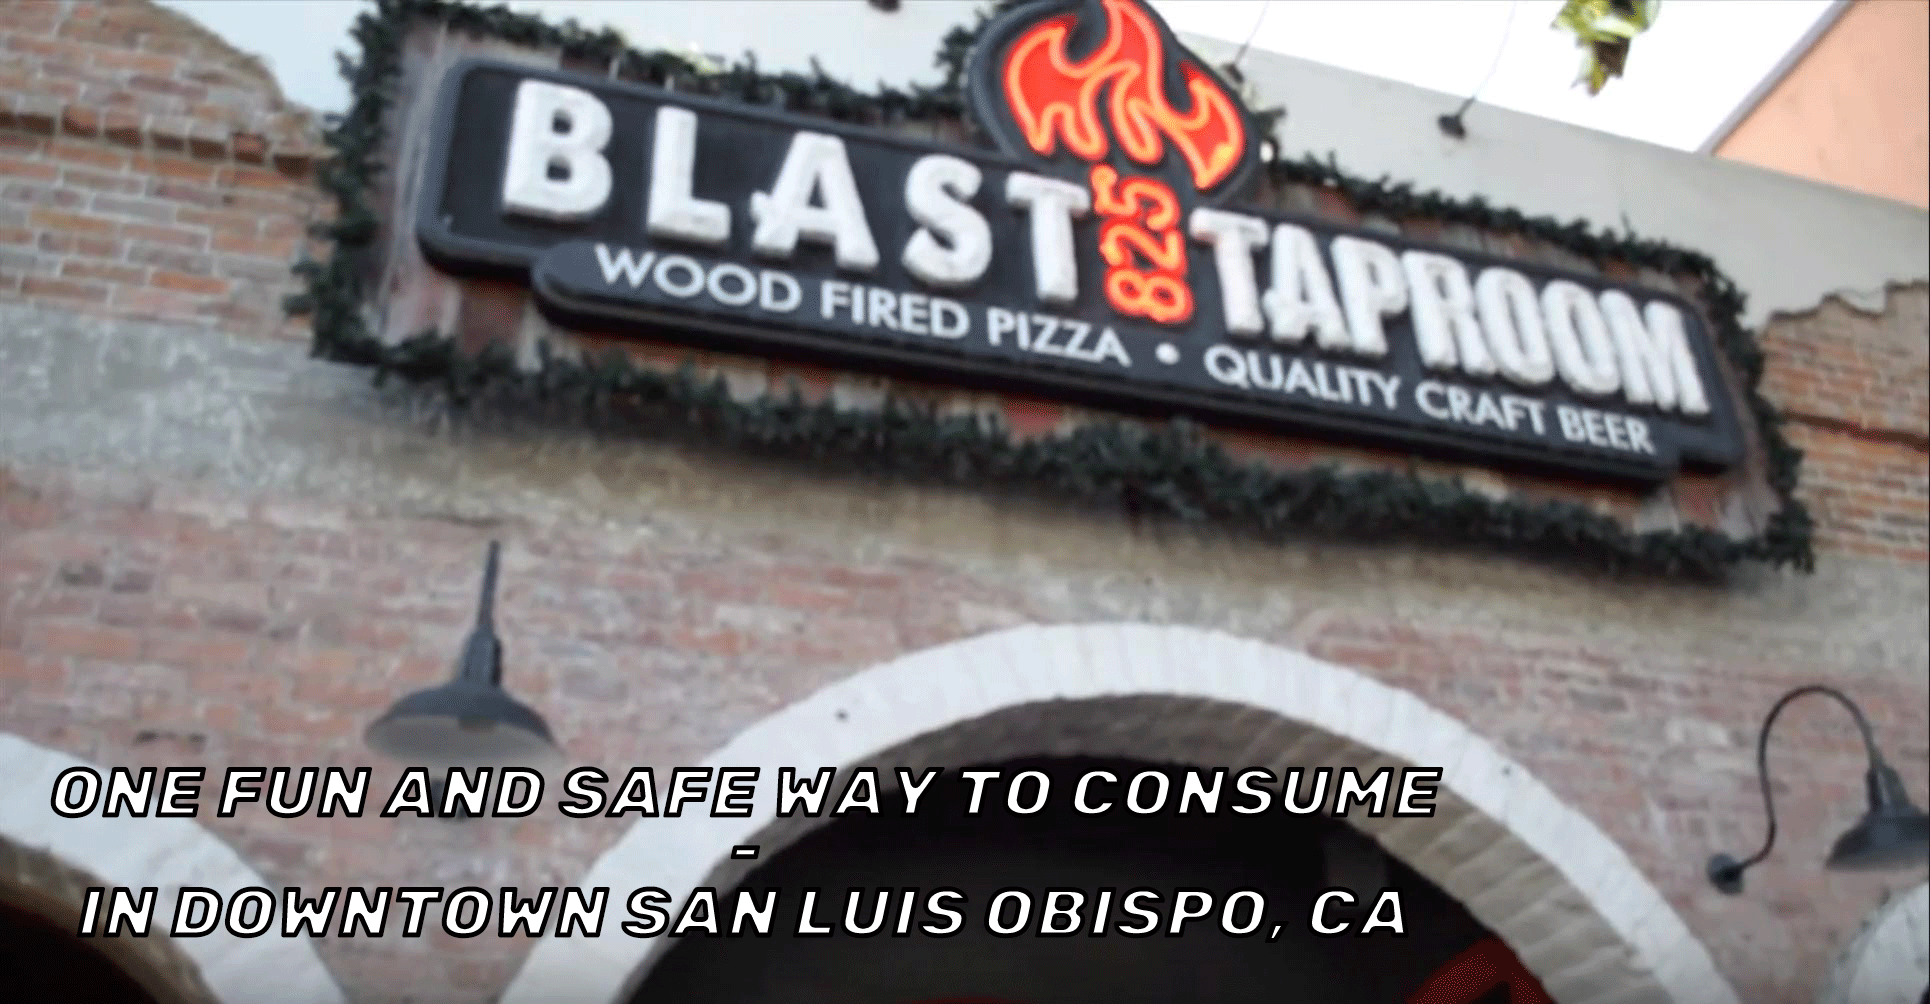 BLAST 825 TAPROOM
WOOD FIRED PIZZA • QUALITY CRAFT BEER
ONE FUN AND SAFE WAY TO CONSUME
-
IN DOWNTOWN SAN LUIS OBISPO, CA